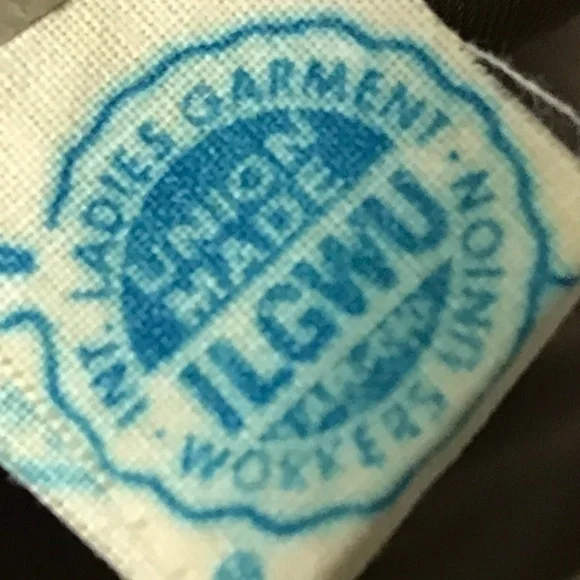 INT. LADIES GARMENT · UNION
WORKERS ·
UNION
MADE
ILGWU